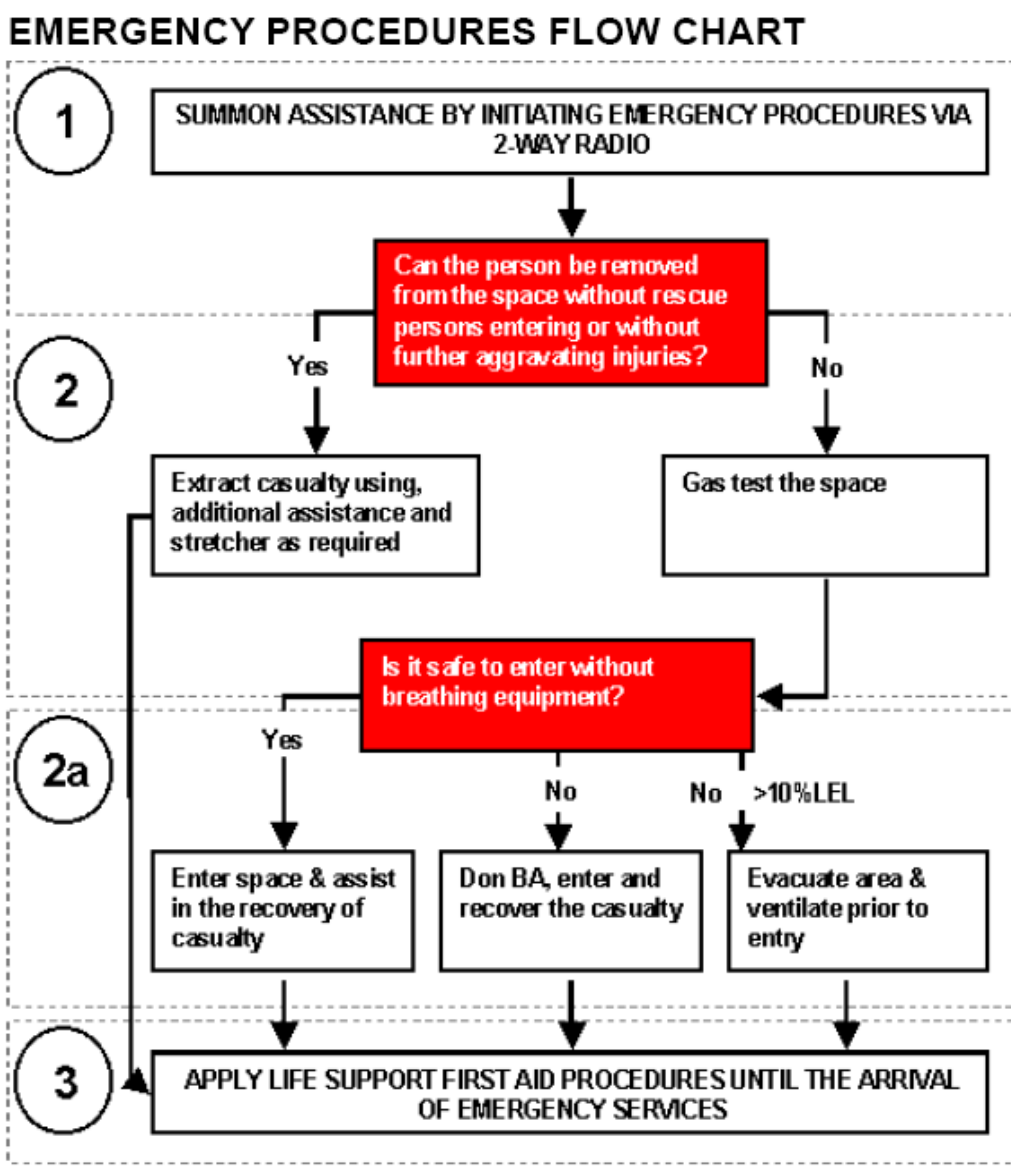 EMERGENCY PROCEDURES FLOW CHART
1
SUMMON ASSISTANCE BY INITIATING EMERGENCY PROCEDURES VIA
2-WAY RADIO
Can the person be removed
from the space without rescue
persons entering or without
further aggravating injuries?
Yes
No
2
Extract casualty using,
additional assistance and
stretcher as required
Gas test the space
Is it safe to enter without
breathing equipment?
2a
Yes
No
No >10%LEL
Enter space & assist
in the recovery of
casualty
Don BA, enter and
recover the casualty
Evacuate area &
ventilate prior to
entry
3
APPLY LIFE SUPPORT FIRST AID PROCEDURES UNTIL THE ARRIVAL
OF EMERGENCY SERVICES